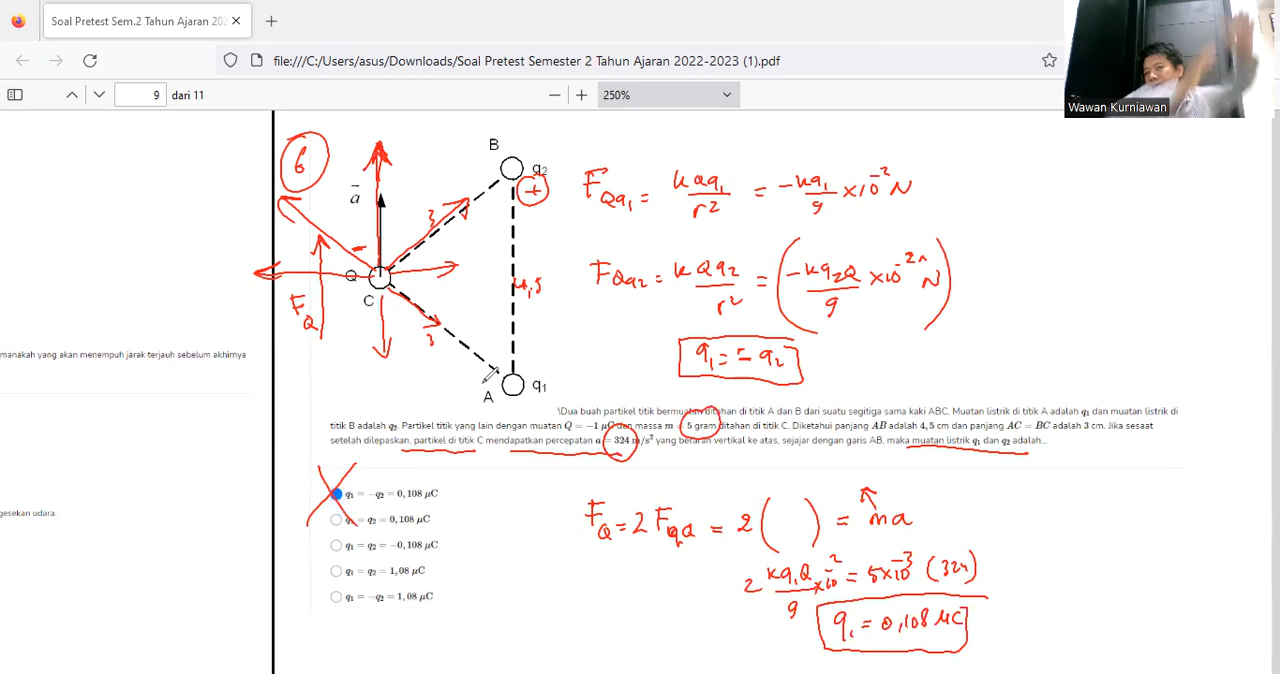 Soal Pretest Sem.2 Tahun Ajaran 202
file:///C:/Users/asus/Downloads/Soal Pretest Semester 2 Tahun Ajaran 2022-2023 (1).pdf
9 dari 11
250%
Wawan Kurniawan
6
B
q2
+
a
3
Q
C
4,5
F_Q
3
A
q1
F_Qq1 = kQq1/r² = -kq1/9 ×10⁻² N
F_Qq2 = kQq2/r² = (-kq2Q/9 ×10⁻² N)
q1 = - q2
manakah yang akan menempuh jarak terjauh sebelum akhirnya
gesekan udara.
\Dua buah partikel titik bermuatan ditahan di titik A dan B dari suatu segitiga sama kaki ABC. Muatan listrik di titik A adalah q₁ dan muatan listrik di
titik B adalah q₂. Partikel titik yang lain dengan muatan Q = −1 μC dan massa m = 5 gram ditahan di titik C. Diketahui panjang AB adalah 4,5 cm dan panjang AC = BC adalah 3 cm. Jika sesaat
setelah dilepaskan, partikel di titik C mendapatkan percepatan a = 324 m/s² yang berarah vertikal ke atas, sejajar dengan garis AB, maka muatan listrik q₁ dan q₂ adalah...
q₁ = −q₂ = 0,108 μC
q₁ = q₂ = 0,108 μC
q₁ = q₂ = −0,108 μC
q₁ = q₂ = 1,08 μC
q₁ = −q₂ = 1,08 μC
F_Q = 2 F_qQ = 2 ( ) = ma
2 kq1Q/9 ×10⁻² = 5×10⁻³ (324)
q1 = 0,108 μC